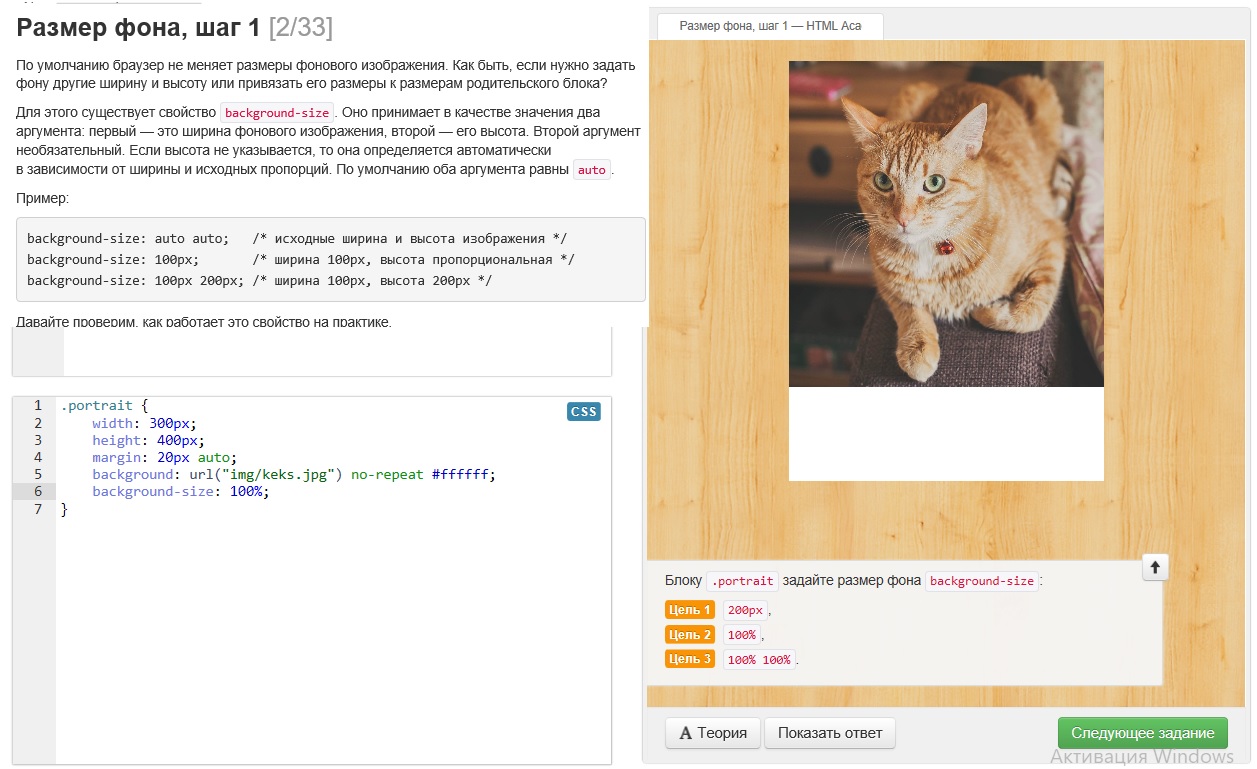 Размер фона, шаг 1 [2/33]
По умолчанию браузер не меняет размеры фонового изображения. Как быть, если нужно задать
фону другие ширину и высоту или привязать его размеры к размерам родительского блока?
Для этого существует свойство background-size. Оно принимает в качестве значения два
аргумента: первый — это ширина фонового изображения, второй — его высота. Второй аргумент
необязательный. Если высота не указывается, то она определяется автоматически
в зависимости от ширины и исходных пропорций. По умолчанию оба аргумента равны auto.
Пример:
background-size: auto auto;   /* исходные ширина и высота изображения */
background-size: 100px;       /* ширина 100px, высота пропорциональная */
background-size: 100px 200px; /* ширина 100px, высота 200px */
Давайте проверим, как работает это свойство на практике.
CSS
1 .portrait {
2     width: 300px;
3     height: 400px;
4     margin: 20px auto;
5     background: url("img/keks.jpg") no-repeat #ffffff;
6     background-size: 100%;
7 }
Размер фона, шаг 1 — HTML Aca
Блоку .portrait задайте размер фона background-size:
Цель 1 200px,
Цель 2 100%,
Цель 3 100% 100%.
A Теория
Показать ответ
Следующее задание
Активация Windows